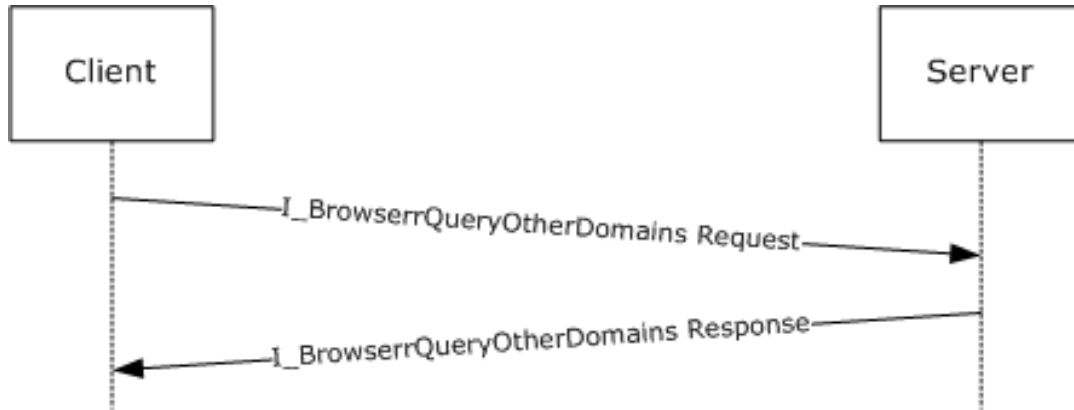 Client
Server
I_BrowserrQueryOtherDomains Request
I_BrowserrQueryOtherDomains Response